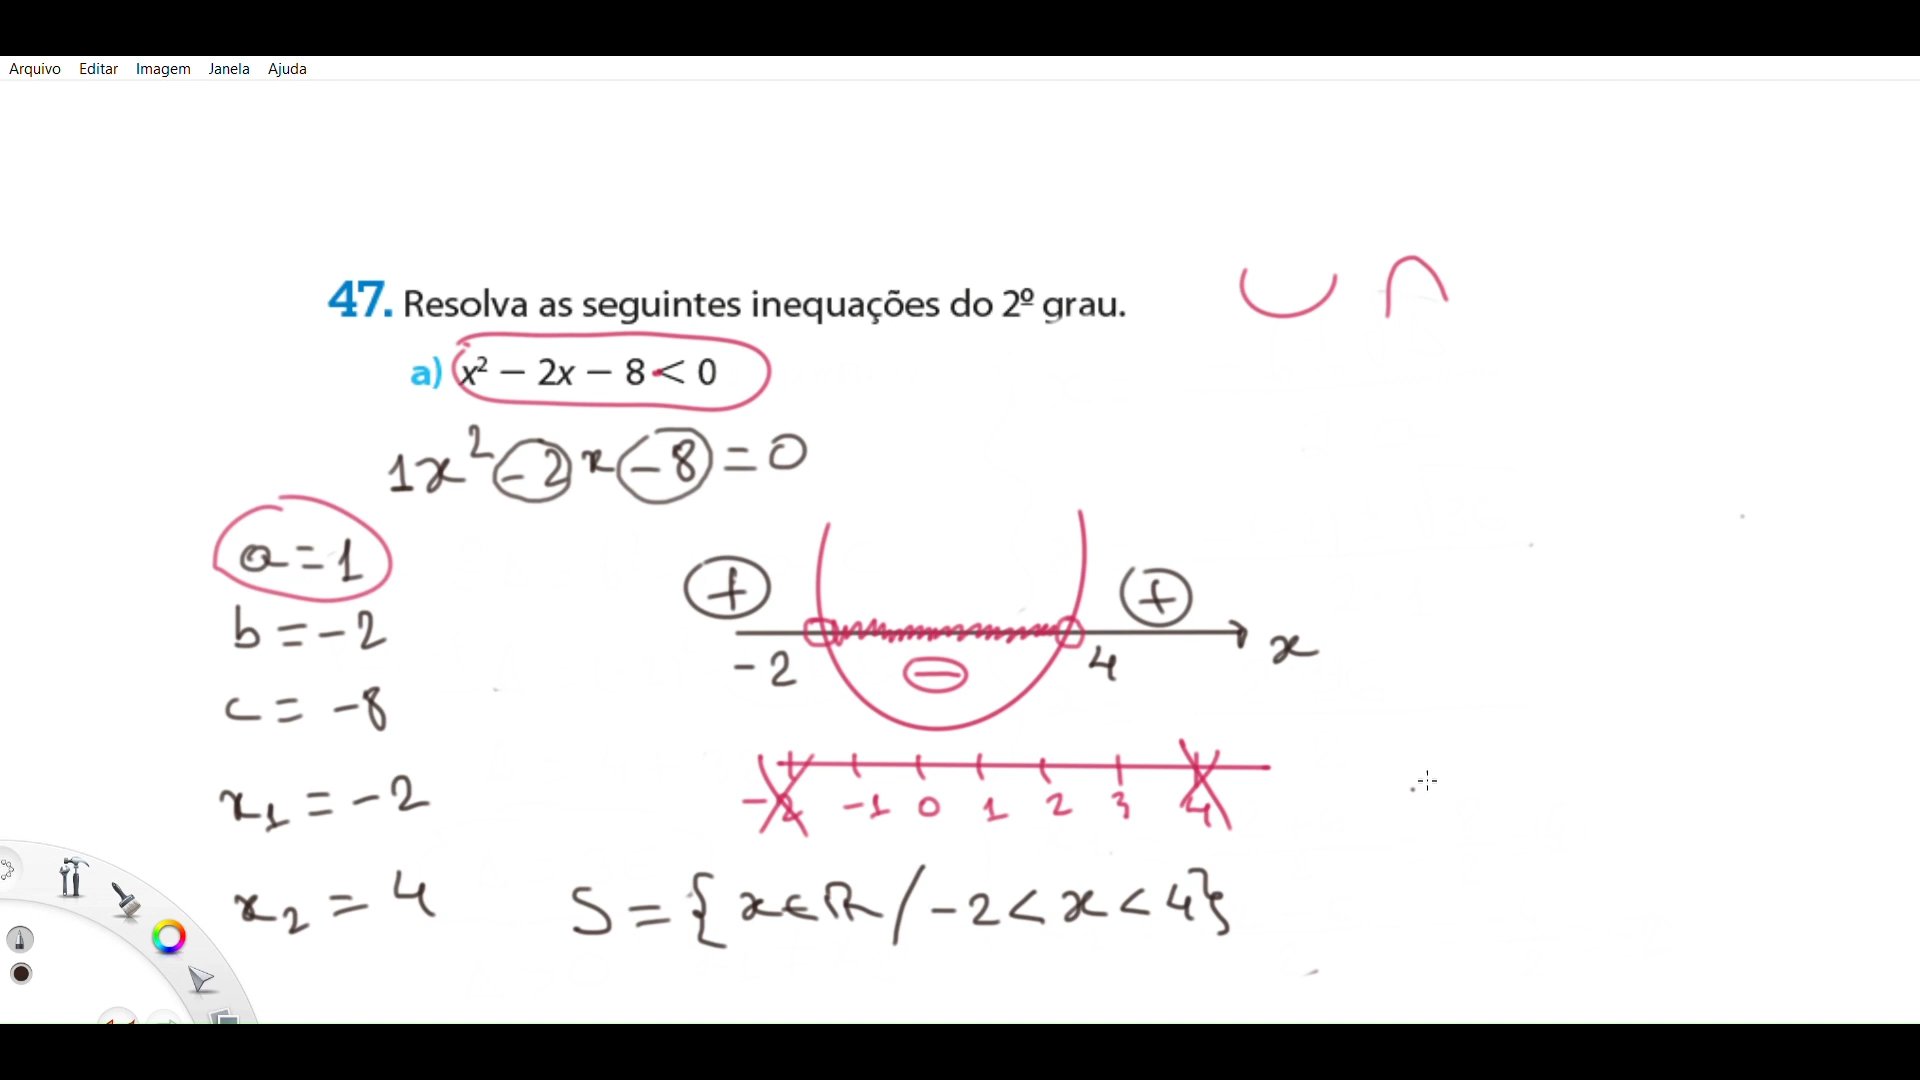 Arquivo Editar Imagem Janela Ajuda
47. Resolva as seguintes inequações do 2º grau.
a) x² − 2x − 8 < 0
1x² − 2x − 8 = 0
a = 1
b = −2
c = −8
+ +
−2 4 x
−
−2 −1 0 1 2 3 4
x₁ = −2
x₂ = 4
S = {x ∈ R / −2 < x < 4}